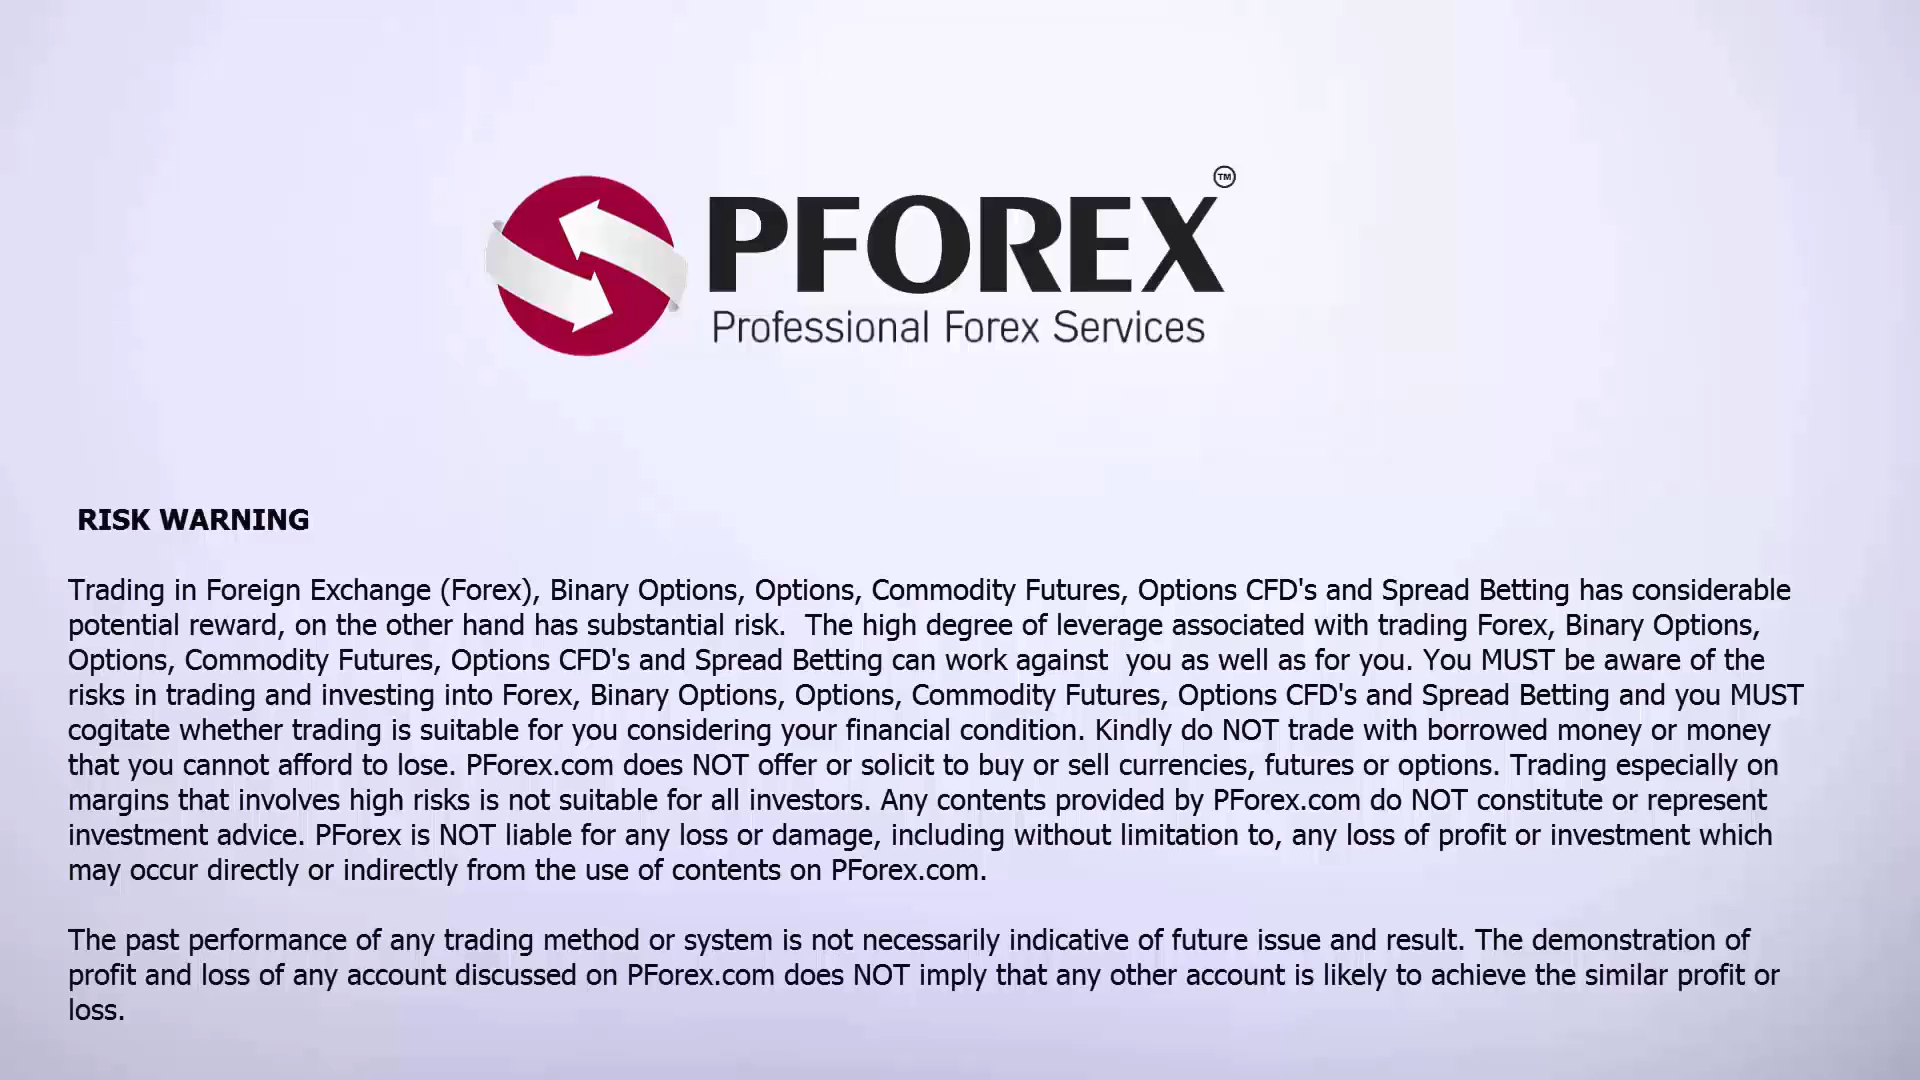 TM
PFOREX
Professional Forex Services
RISK WARNING
Trading in Foreign Exchange (Forex), Binary Options, Options, Commodity Futures, Options CFD's and Spread Betting has considerable
potential reward, on the other hand has substantial risk.  The high degree of leverage associated with trading Forex, Binary Options,
Options, Commodity Futures, Options CFD's and Spread Betting can work against  you as well as for you. You MUST be aware of the
risks in trading and investing into Forex, Binary Options, Options, Commodity Futures, Options CFD's and Spread Betting and you MUST
cogitate whether trading is suitable for you considering your financial condition. Kindly do NOT trade with borrowed money or money
that you cannot afford to lose. PForex.com does NOT offer or solicit to buy or sell currencies, futures or options. Trading especially on
margins that involves high risks is not suitable for all investors. Any contents provided by PForex.com do NOT constitute or represent
investment advice. PForex is NOT liable for any loss or damage, including without limitation to, any loss of profit or investment which
may occur directly or indirectly from the use of contents on PForex.com.
The past performance of any trading method or system is not necessarily indicative of future issue and result. The demonstration of
profit and loss of any account discussed on PForex.com does NOT imply that any other account is likely to achieve the similar profit or
loss.